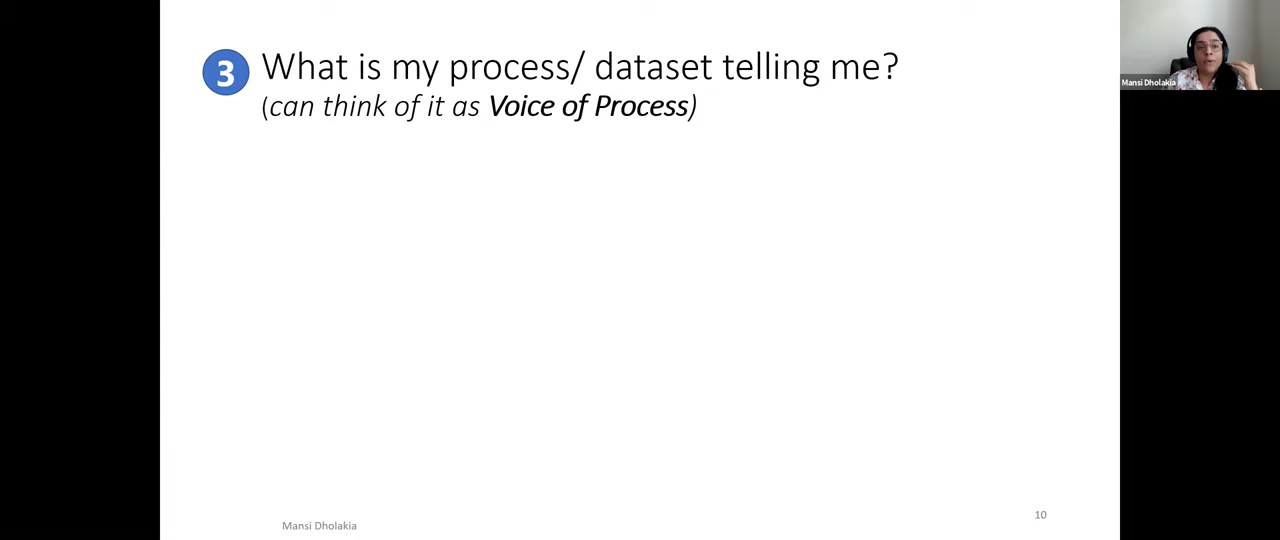 3 What is my process/ dataset telling me?
(can think of it as Voice of Process)
Mansi Dholakia
Mansi Dholakia
10